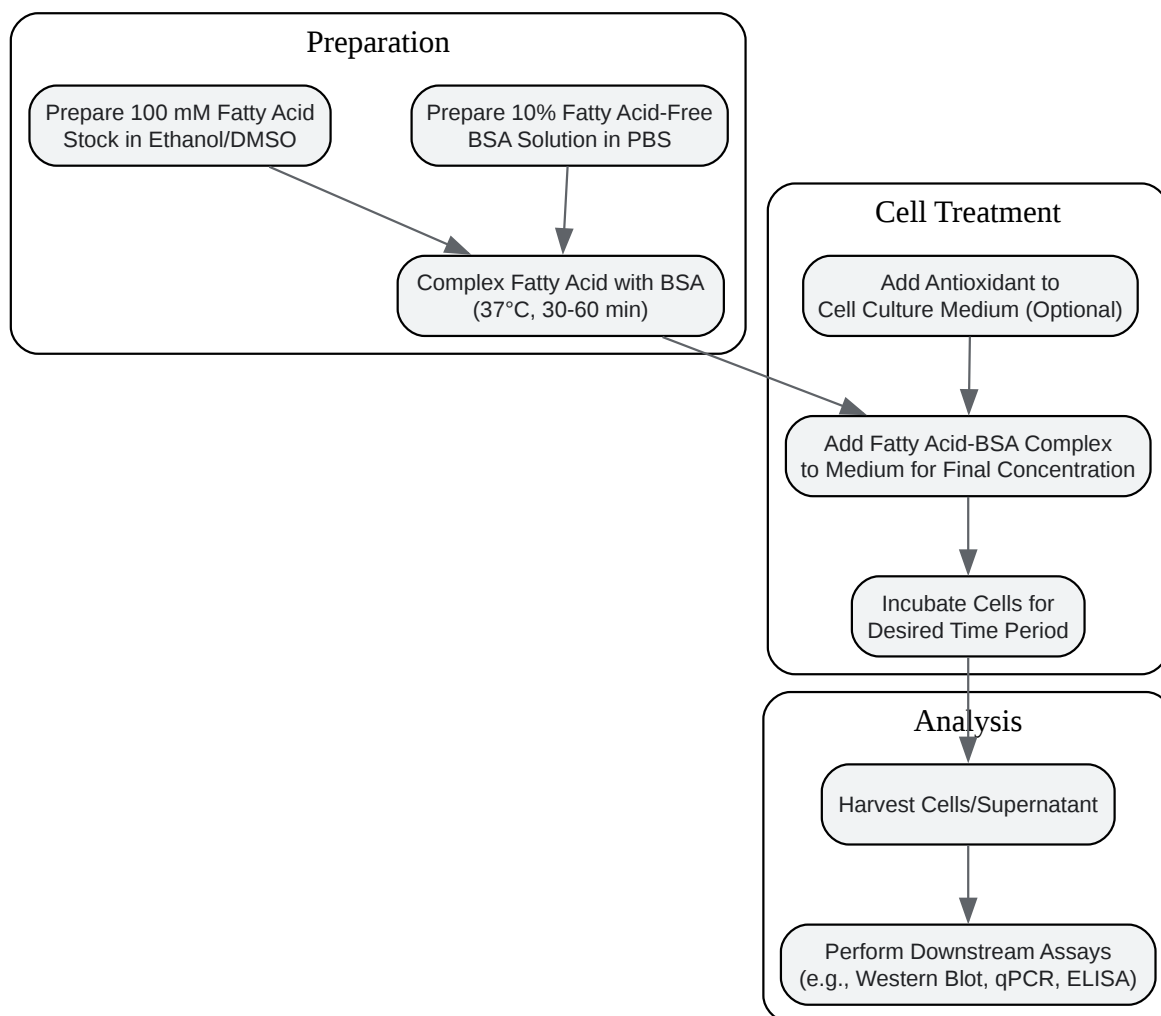 Preparation
Prepare 100 mM Fatty Acid
Stock in Ethanol/DMSO
Prepare 10% Fatty Acid-Free
BSA Solution in PBS
Complex Fatty Acid with BSA
(37°C, 30-60 min)
Cell Treatment
Add Antioxidant to
Cell Culture Medium (Optional)
Add Fatty Acid-BSA Complex
to Medium for Final Concentration
Incubate Cells for
Desired Time Period
Analysis
Harvest Cells/Supernatant
Perform Downstream Assays
(e.g., Western Blot, qPCR, ELISA)